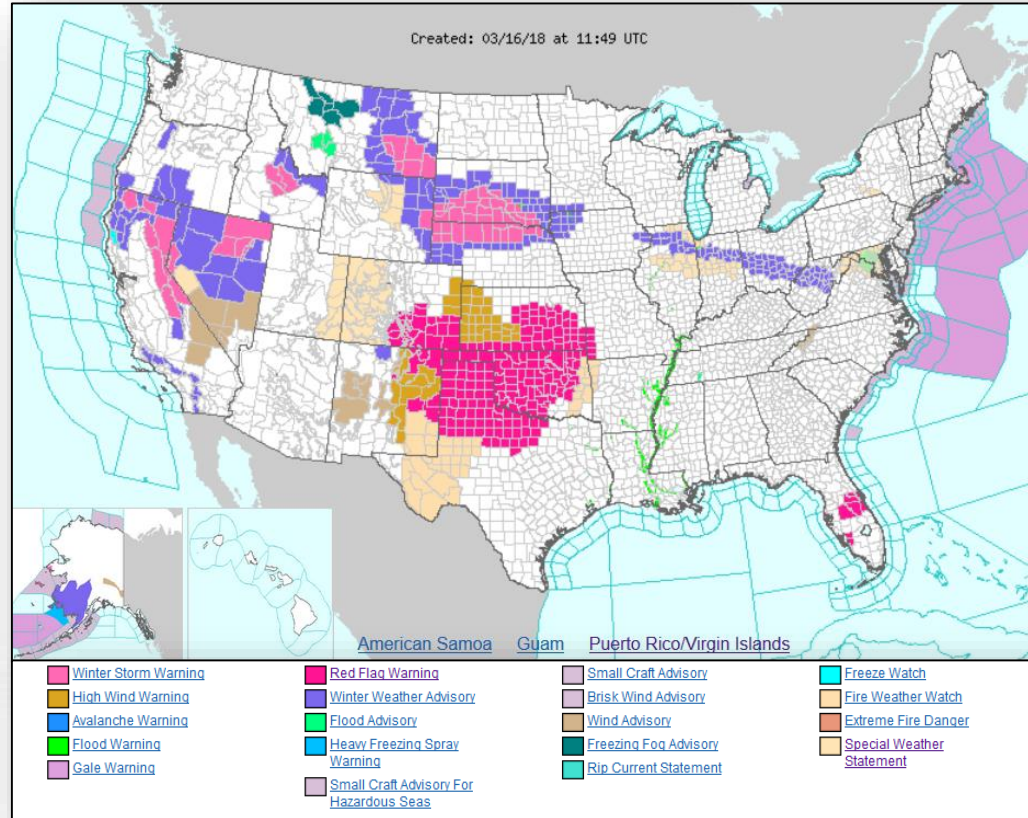 Created: 03/16/18 at 11:49 UTC
American Samoa Guam Puerto Rico/Virgin Islands
Winter Storm Warning
High Wind Warning
Avalanche Warning
Flood Warning
Gale Warning
Red Flag Warning
Winter Weather Advisory
Flood Advisory
Heavy Freezing Spray
Warning
Small Craft Advisory For
Hazardous Seas
Small Craft Advisory
Brisk Wind Advisory
Wind Advisory
Freezing Fog Advisory
Rip Current Statement
Freeze Watch
Fire Weather Watch
Extreme Fire Danger
Special Weather
Statement